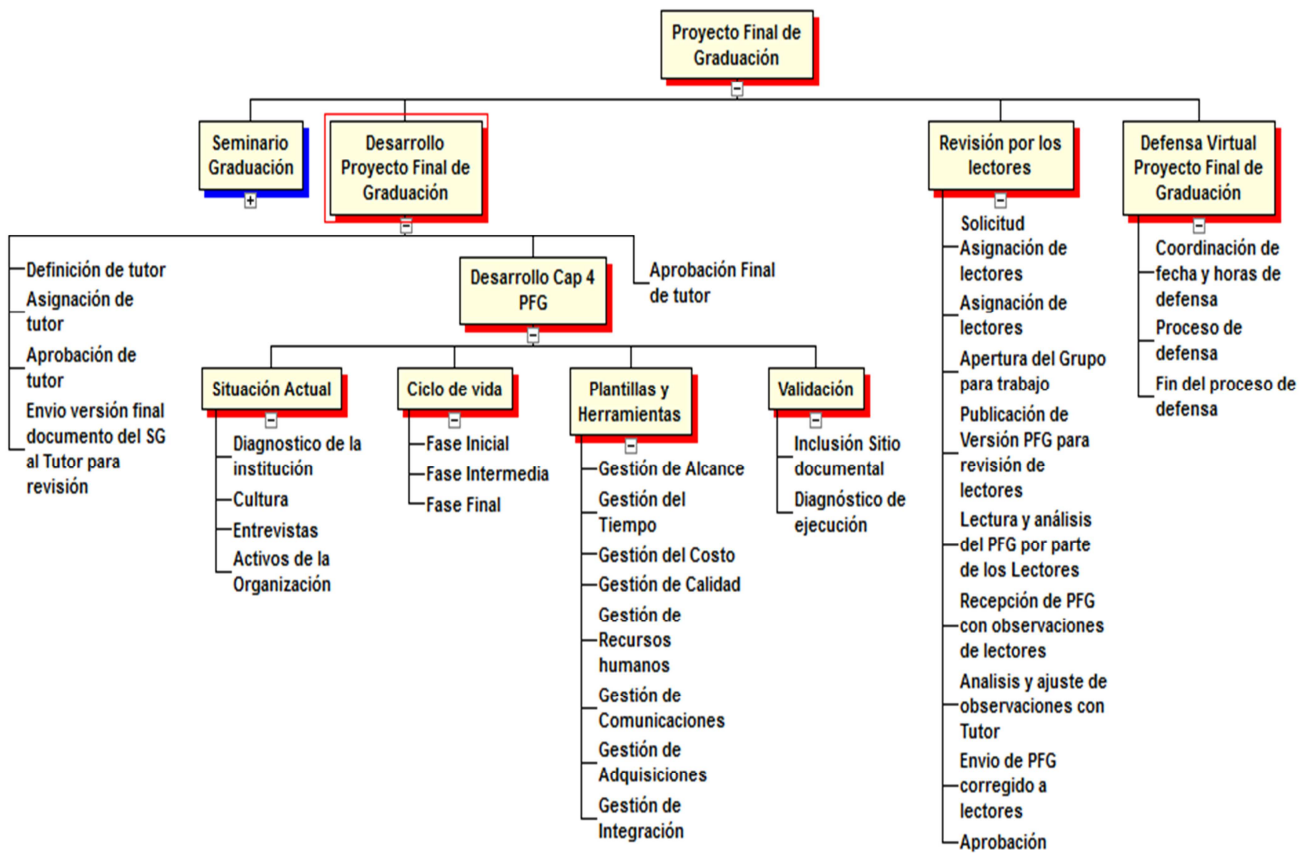 Proyecto Final de
Graduación
Seminario
Graduación
Desarrollo
Proyecto Final de
Graduación
Revisión por los
lectores
Defensa Virtual
Proyecto Final de
Graduación
Definición de tutor
Asignación de
tutor
Aprobación de
tutor
Envio versión final
documento del SG
al Tutor para
revisión
Desarrollo Cap 4
PFG
Aprobación Final
de tutor
Situación Actual
Diagnostico de la
institución
Cultura
Entrevistas
Activos de la
Organización
Ciclo de vida
Fase Inicial
Fase Intermedia
Fase Final
Plantillas y
Herramientas
Gestión de Alcance
Gestión del
Tiempo
Gestión del Costo
Gestión de Calidad
Gestión de
Recursos
humanos
Gestión de
Comunicaciones
Gestión de
Adquisiciones
Gestión de
Integración
Validación
Inclusión Sitio
documental
Diagnóstico de
ejecución
Solicitud
Asignación de
lectores
Asignación de
lectores
Apertura del Grupo
para trabajo
Publicación de
Versión PFG para
revisión de
lectores
Lectura y análisis
del PFG por parte
de los Lectores
Recepción de PFG
con observaciones
de lectores
Analisis y ajuste de
observaciones con
Tutor
Envio de PFG
corregido a
lectores
Aprobación
Coordinación de
fecha y horas de
defensa
Proceso de
defensa
Fin del proceso de
defensa